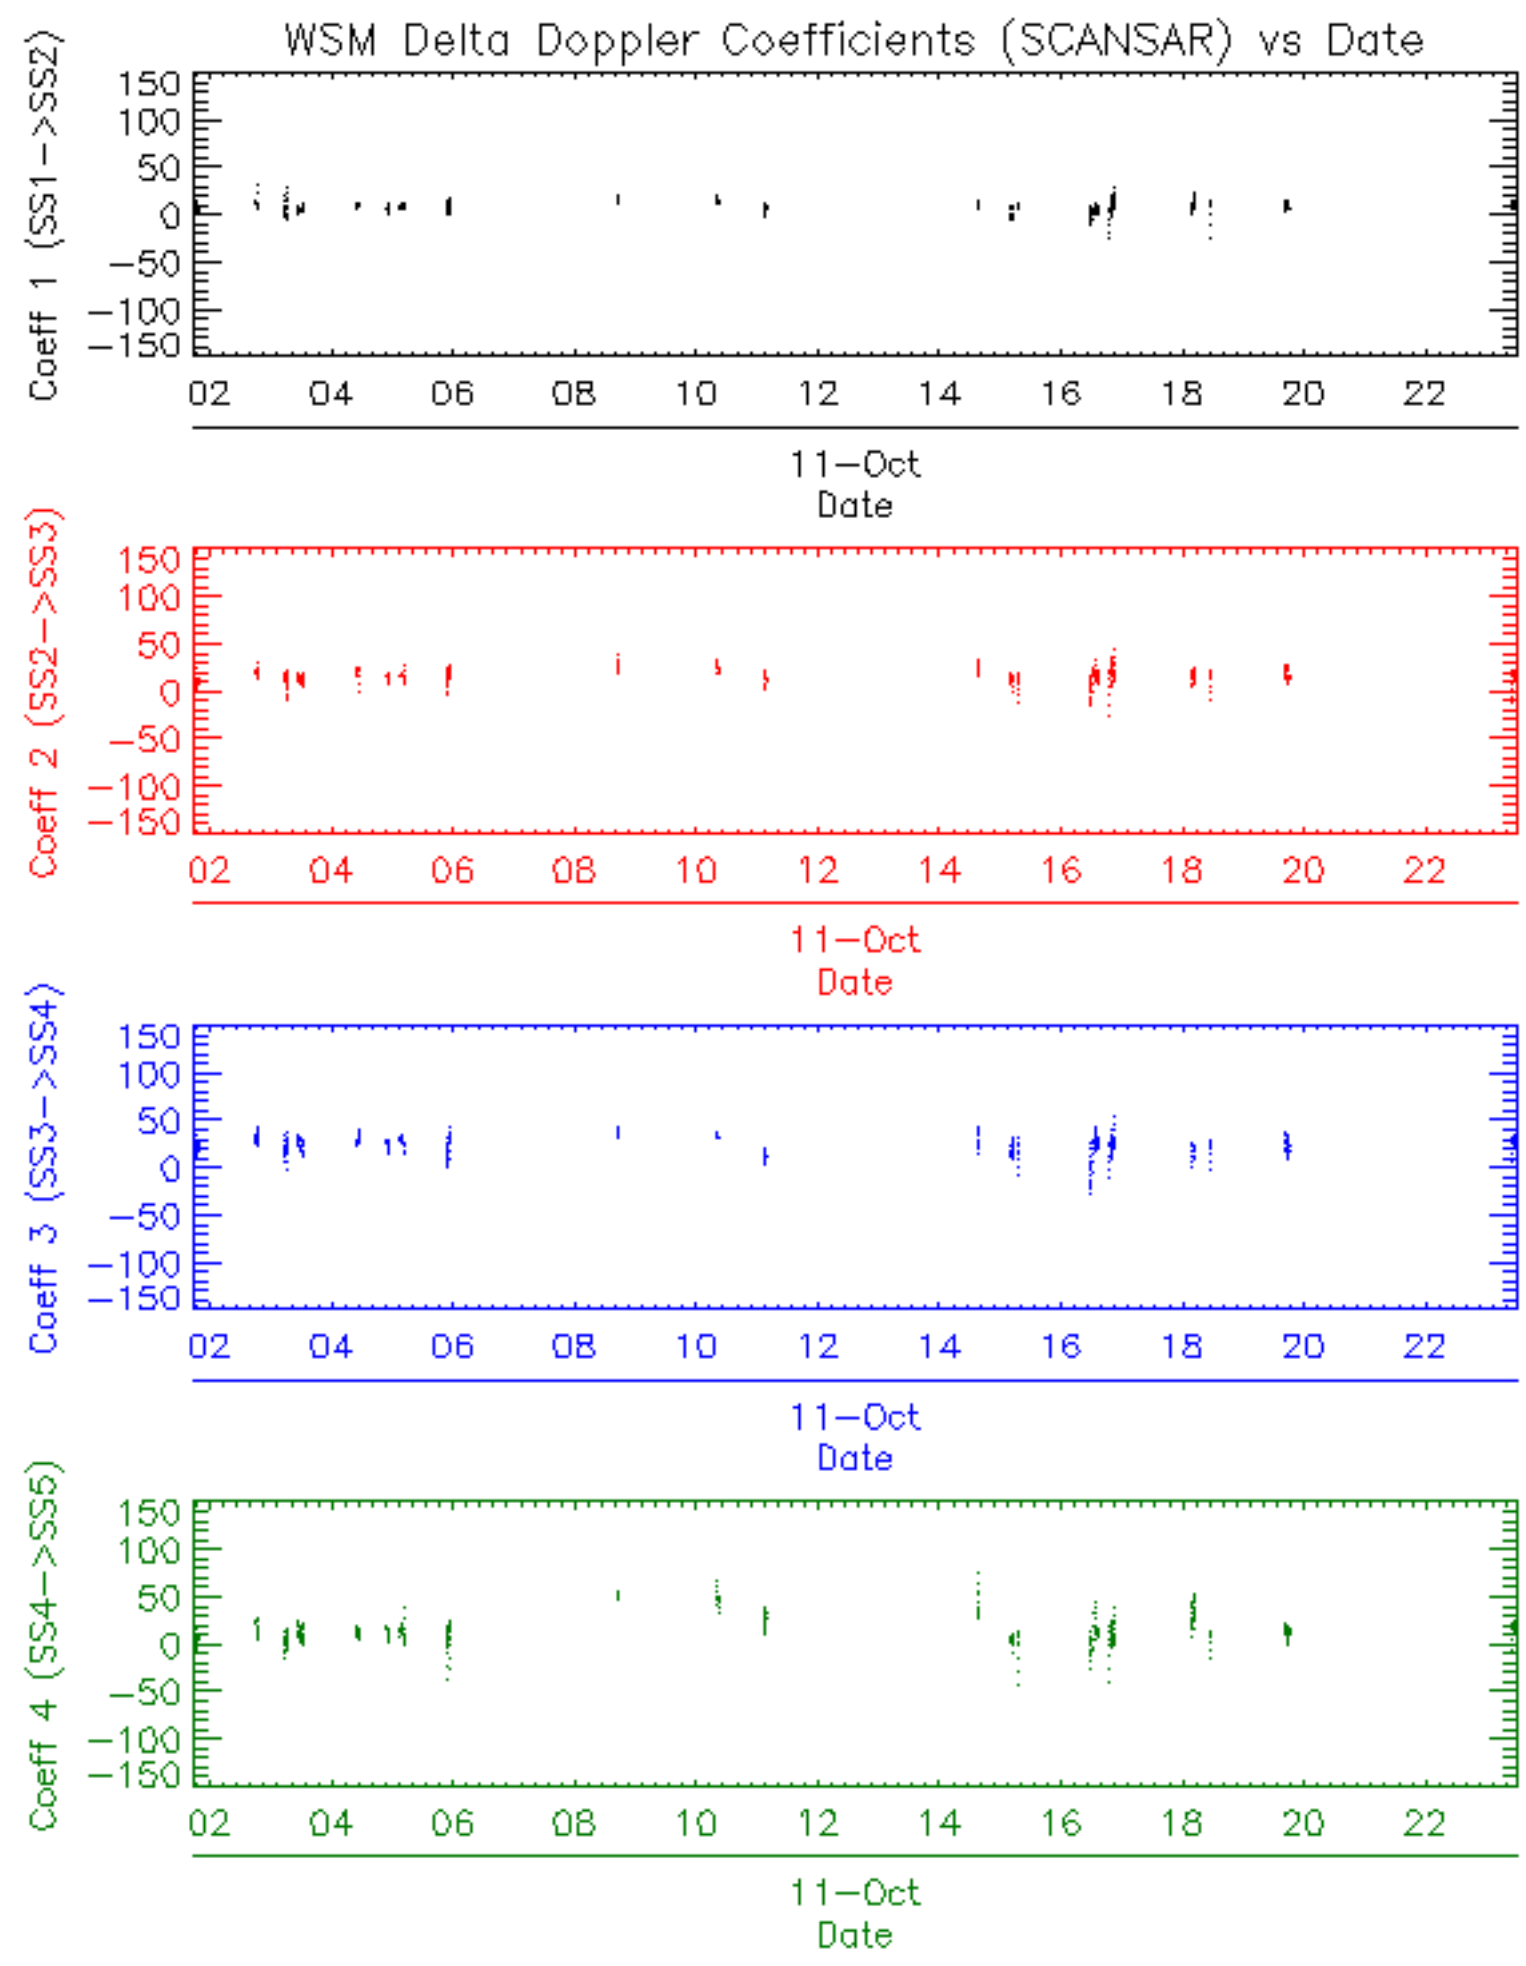 WSM Delta Doppler Coefficients (SCANSAR) vs Date
Coeff 1 (SS1->SS2)
150
100
50
0
-50
-100
-150
02 04 06 08 10 12 14 16 18 20 22
11-Oct
Date
Coeff 2 (SS2->SS3)
150
100
50
0
-50
-100
-150
02 04 06 08 10 12 14 16 18 20 22
11-Oct
Date
Coeff 3 (SS3->SS4)
150
100
50
0
-50
-100
-150
02 04 06 08 10 12 14 16 18 20 22
11-Oct
Date
Coeff 4 (SS4->SS5)
150
100
50
0
-50
-100
-150
02 04 06 08 10 12 14 16 18 20 22
11-Oct
Date